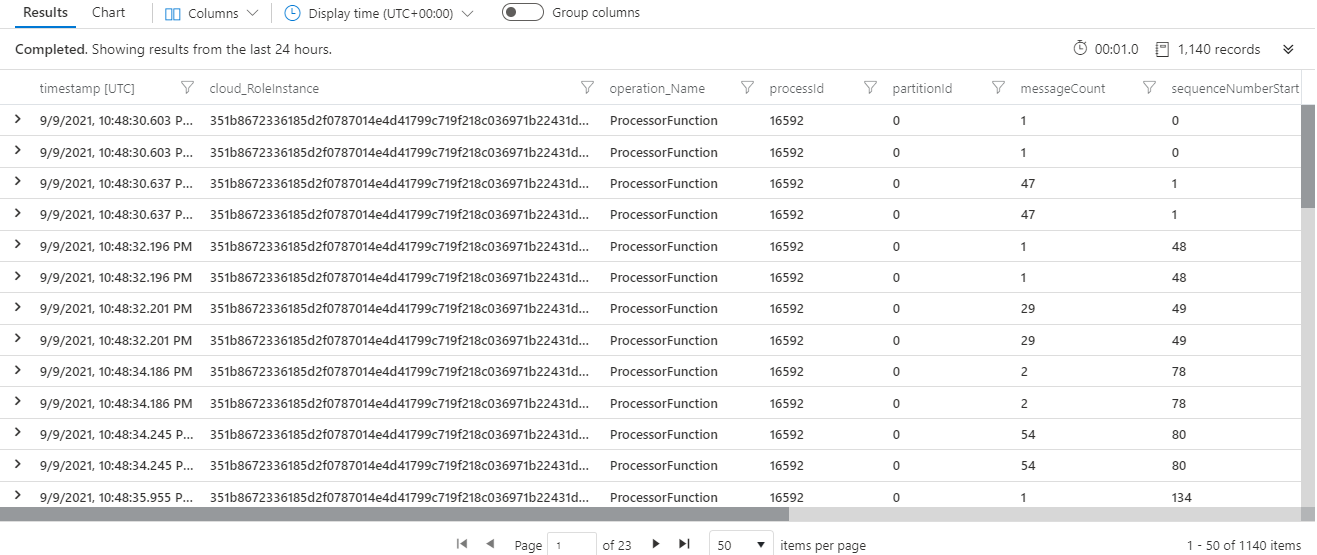 Results Chart Columns Display time (UTC+00:00) Group columns
Completed. Showing results from the last 24 hours. 00:01.0 1,140 records
timestamp [UTC] cloud_RoleInstance operation_Name processId partitionId messageCount sequenceNumberStart
9/9/2021, 10:48:30.603 P... 351b8672336185d2f0787014e4d41799c719f218c036971b22431d... ProcessorFunction 16592 0 1 0
9/9/2021, 10:48:30.603 P... 351b8672336185d2f0787014e4d41799c719f218c036971b22431d... ProcessorFunction 16592 0 1 0
9/9/2021, 10:48:30.637 P... 351b8672336185d2f0787014e4d41799c719f218c036971b22431d... ProcessorFunction 16592 0 47 1
9/9/2021, 10:48:30.637 P... 351b8672336185d2f0787014e4d41799c719f218c036971b22431d... ProcessorFunction 16592 0 47 1
9/9/2021, 10:48:32.196 PM 351b8672336185d2f0787014e4d41799c719f218c036971b22431d... ProcessorFunction 16592 0 1 48
9/9/2021, 10:48:32.196 PM 351b8672336185d2f0787014e4d41799c719f218c036971b22431d... ProcessorFunction 16592 0 1 48
9/9/2021, 10:48:32.201 PM 351b8672336185d2f0787014e4d41799c719f218c036971b22431d... ProcessorFunction 16592 0 29 49
9/9/2021, 10:48:32.201 PM 351b8672336185d2f0787014e4d41799c719f218c036971b22431d... ProcessorFunction 16592 0 29 49
9/9/2021, 10:48:34.186 PM 351b8672336185d2f0787014e4d41799c719f218c036971b22431d... ProcessorFunction 16592 0 2 78
9/9/2021, 10:48:34.186 PM 351b8672336185d2f0787014e4d41799c719f218c036971b22431d... ProcessorFunction 16592 0 2 78
9/9/2021, 10:48:34.245 P... 351b8672336185d2f0787014e4d41799c719f218c036971b22431d... ProcessorFunction 16592 0 54 80
9/9/2021, 10:48:34.245 P... 351b8672336185d2f0787014e4d41799c719f218c036971b22431d... ProcessorFunction 16592 0 54 80
9/9/2021, 10:48:35.955 P... 351b8672336185d2f0787014e4d41799c719f218c036971b22431d... ProcessorFunction 16592 0 1 134
Page 1 of 23 50 items per page 1 - 50 of 1140 items